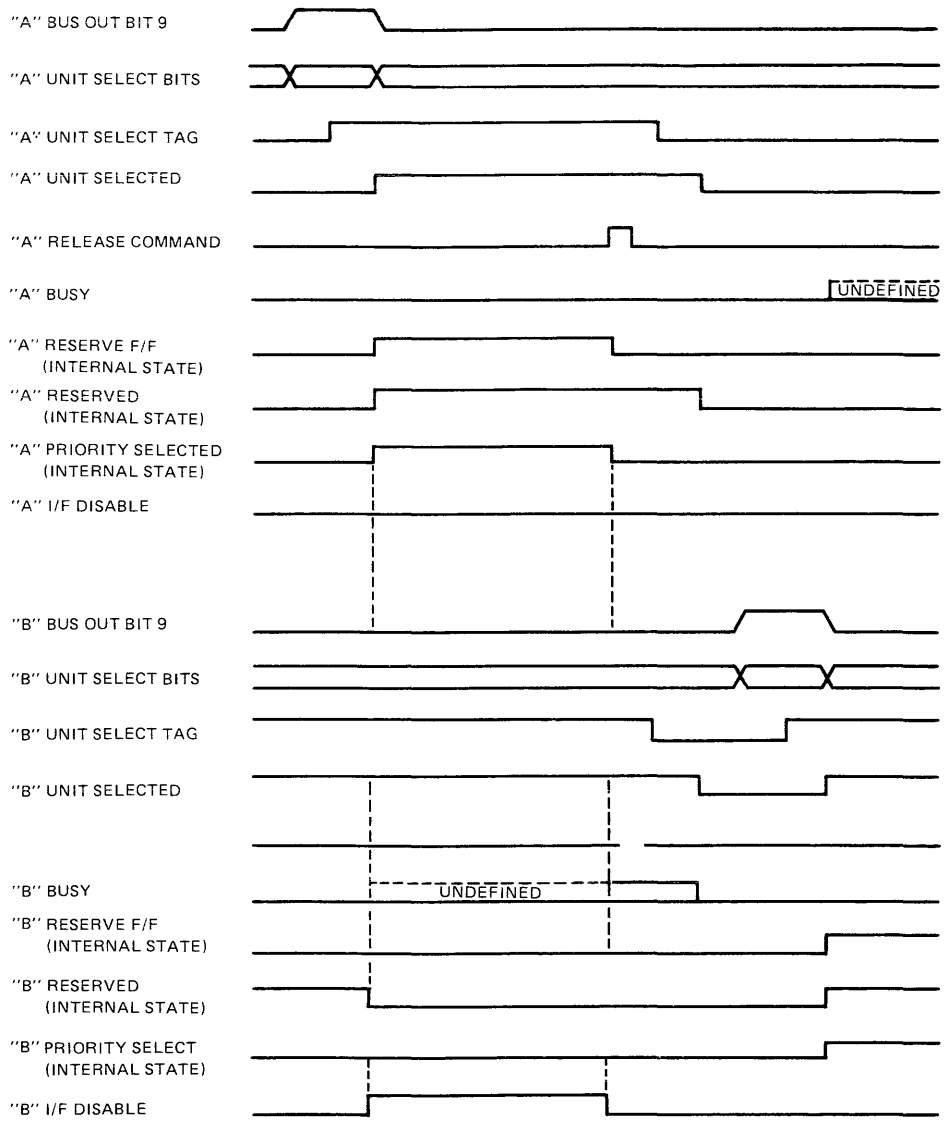 "A" BUS OUT BIT 9
"A" UNIT SELECT BITS
"A" UNIT SELECT TAG
"A" UNIT SELECTED
"A" RELEASE COMMAND
"A" BUSY
UNDEFINED
"A" RESERVE F/F
(INTERNAL STATE)
"A" RESERVED
(INTERNAL STATE)
"A" PRIORITY SELECTED
(INTERNAL STATE)
"A" I/F DISABLE
"B" BUS OUT BIT 9
"B" UNIT SELECT BITS
"B" UNIT SELECT TAG
"B" UNIT SELECTED
"B" BUSY
UNDEFINED
"B" RESERVE F/F
(INTERNAL STATE)
"B" RESERVED
(INTERNAL STATE)
"B" PRIORITY SELECT
(INTERNAL STATE)
"B" I/F DISABLE